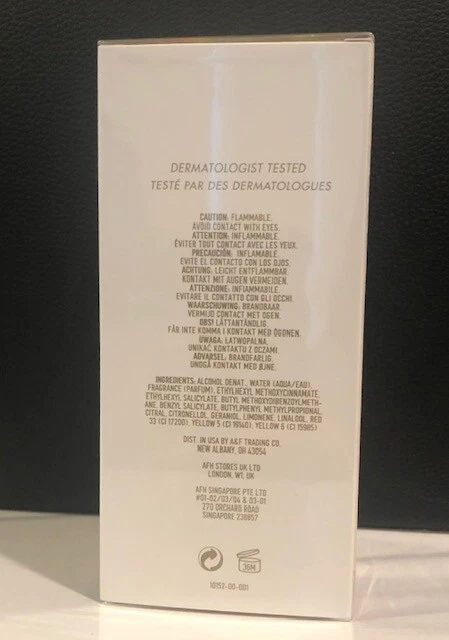 DERMATOLOGIST TESTED
TESTÉ PAR DES DERMATOLOGUES
CAUTION: FLAMMABLE.
AVOID CONTACT WITH EYES.
ATTENTION: INFLAMMABLE.
ÉVITER TOUT CONTACT AVEC LES YEUX.
PRECAUCIÓN: INFLAMABLE.
EVITE EL CONTACTO CON LOS OJOS.
ACHTUNG: LEICHT ENTFLAMMBAR.
KONTAKT MIT AUGEN VERMEIDEN.
ATTENZIONE: INFIAMMABILE.
EVITARE IL CONTATTO CON GLI OCCHI.
WAARSCHUWING: BRANDBAAR.
VERMIJD CONTACT MET OGEN.
OBS! LÄTTANTÄNDLIG.
FÅR INTE KOMMA I KONTAKT MED ÖGONEN.
UWAGA: ŁATWOPALNA.
UNIKAĆ KONTAKTU Z OCZAMI.
ADVARSEL: BRANDFARLIG.
UNDGÅ KONTAKT MED ØJNE.
INGREDIENTS: ALCOHOL DENAT., WATER (AQUA/EAU),
FRAGRANCE (PARFUM), ETHYLHEXYL METHOXYCINNAMATE,
ETHYLHEXYL SALICYLATE, BUTYL METHOXYDIBENZOYLMETH-
ANE, BENZYL SALICYLATE, BUTYLPHENYL METHYLPROPIONAL,
CITRAL, CITRONELLOL, GERANIOL, LIMONENE, LINALOOL, RED
33 (CI 17200), YELLOW 5 (CI 19140), YELLOW 6 (CI 15985)
DIST. IN USA BY A&F TRADING CO.
NEW ALBANY, OH 43054
AFH STORES UK LTD
LONDON, W1, UK
AFH SINGAPORE PTE LTD
#01-02/03/04 & 03-01
270 ORCHARD ROAD
SINGAPORE 238857
36M
10152-00-001